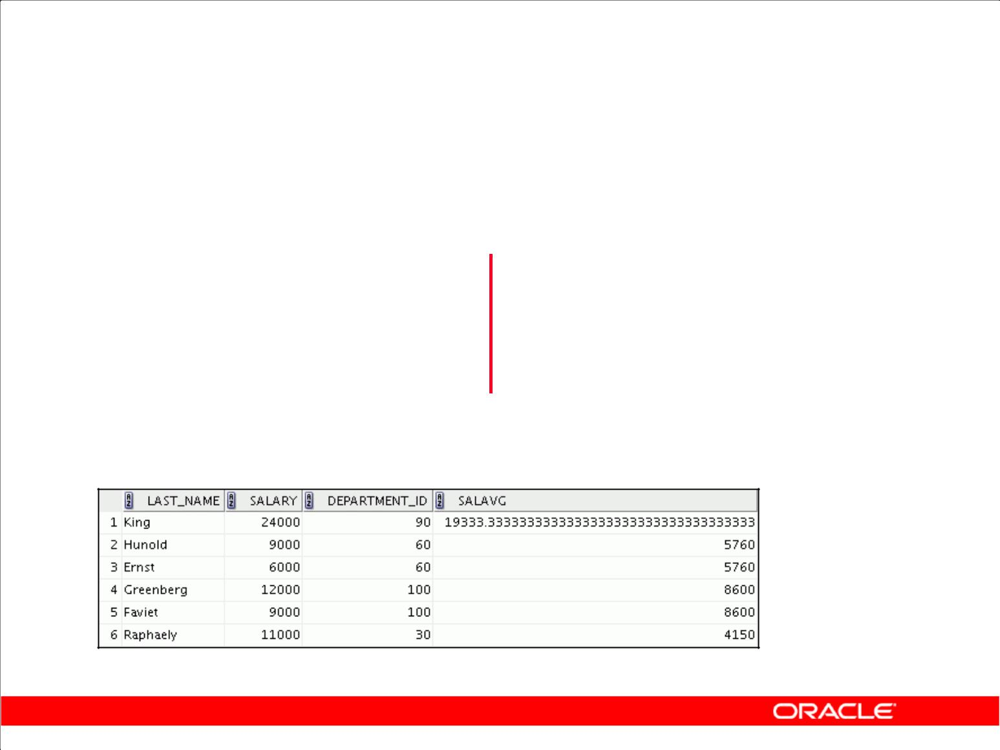 LAST_NAME SALARY DEPARTMENT_ID SALAVG
1 King 24000 90 19333.333333333333333333333333333333333
2 Hunold 9000 60 5760
3 Ernst 6000 60 5760
4 Greenberg 12000 100 8600
5 Faviet 9000 100 8600
6 Raphaely 11000 30 4150
ORACLE